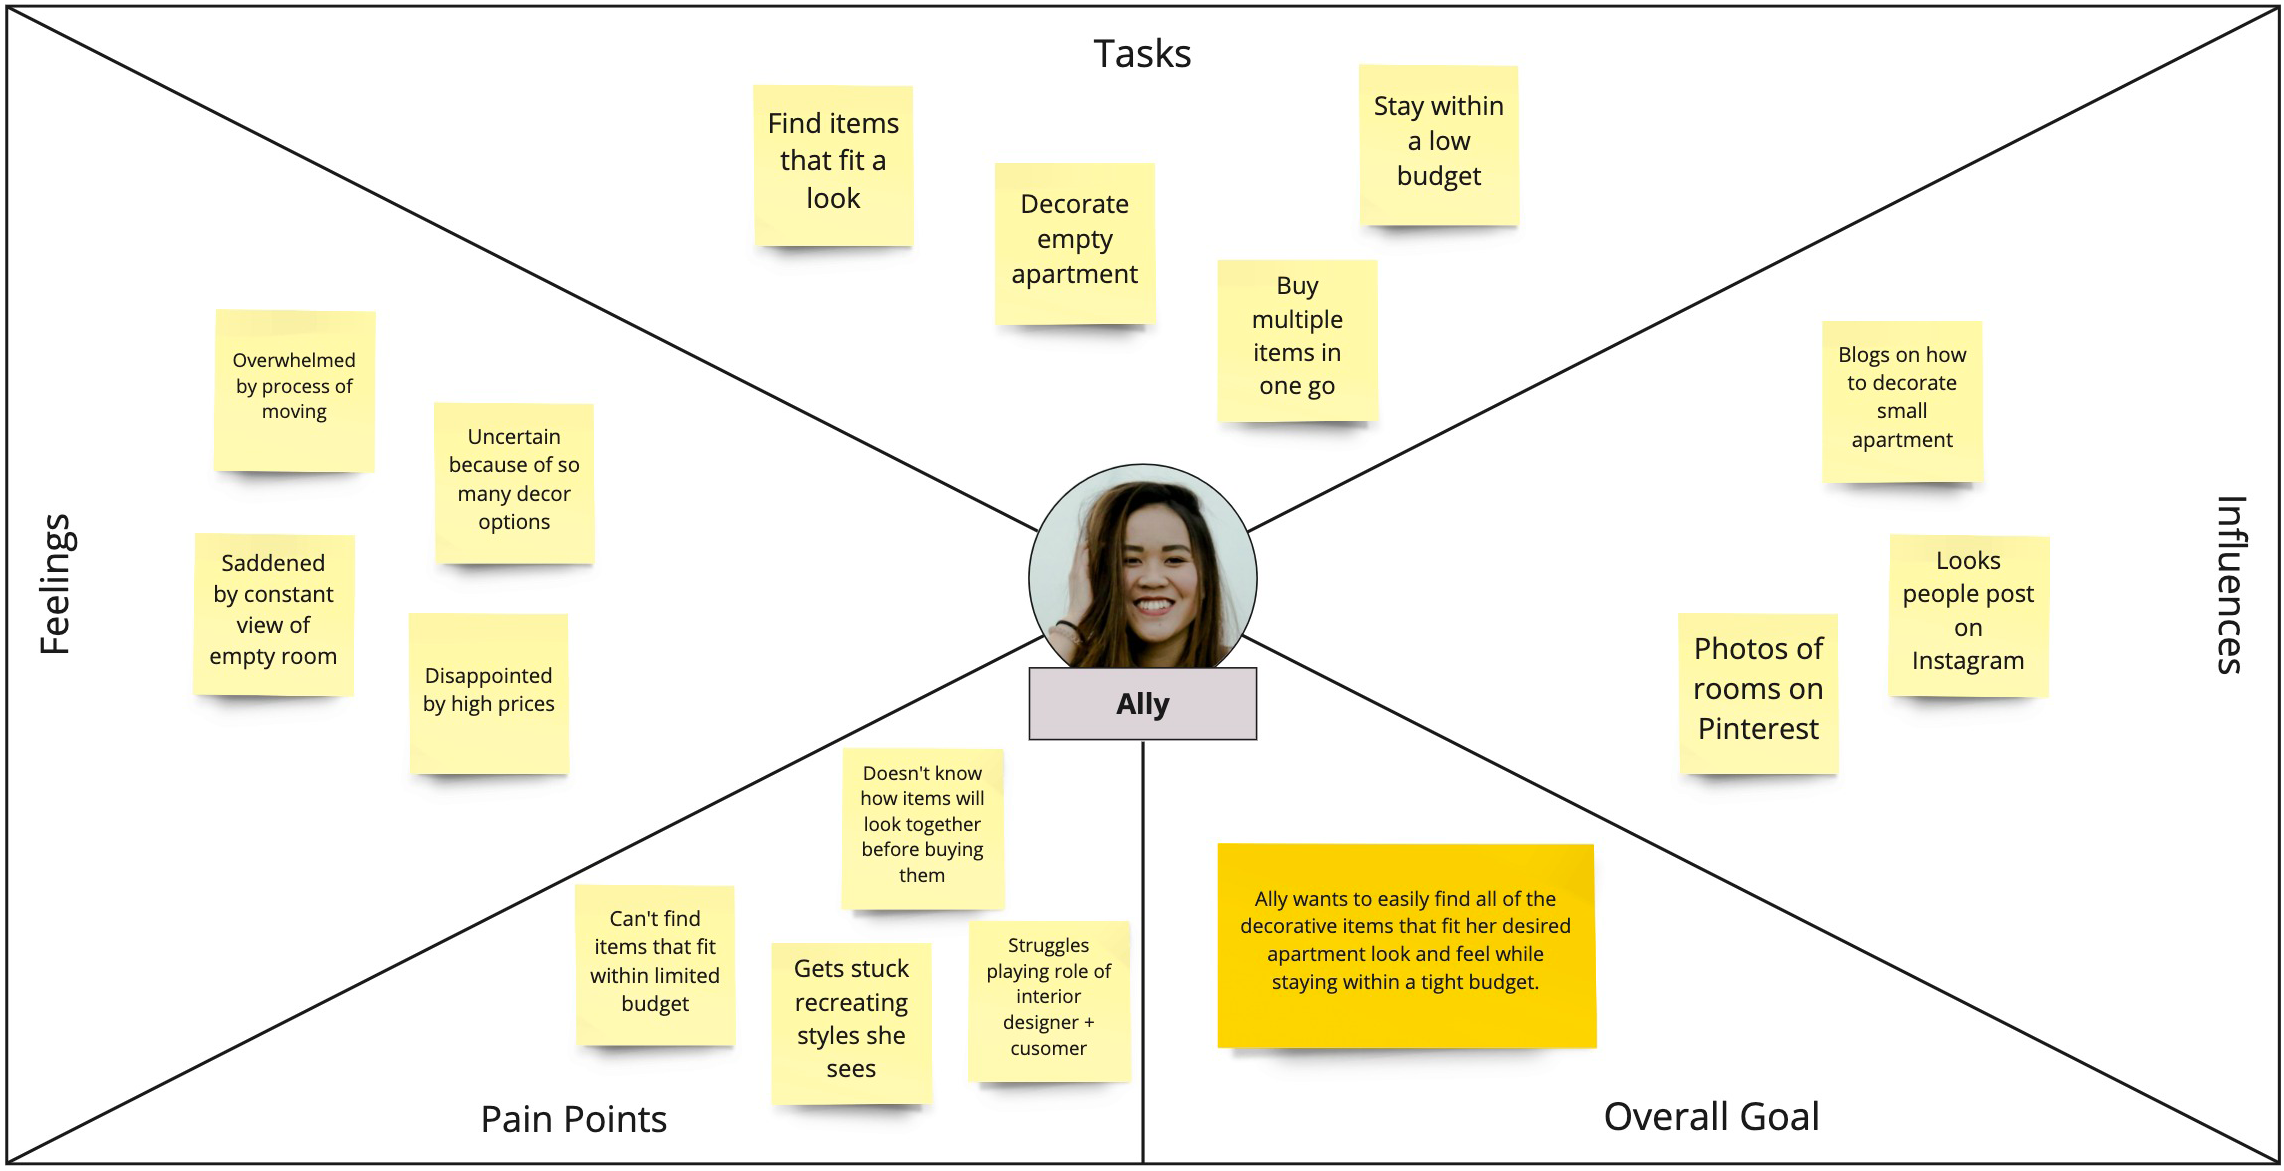 Tasks
Find items
that fit a
look
Decorate
empty
apartment
Stay within
a low
budget
Buy
multiple
items in
one go
Feelings
Overwhelmed
by process of
moving
Uncertain
because of so
many decor
options
Saddened
by constant
view of
empty room
Disappointed
by high prices
Influences
Blogs on how
to decorate
small
apartment
Looks
people post
on
Instagram
Photos of
rooms on
Pinterest
Ally
Pain Points
Doesn't know
how items will
look together
before buying
them
Can't find
items that fit
within limited
budget
Gets stuck
recreating
styles she
sees
Struggles
playing role of
interior
designer +
cusomer
Overall Goal
Ally wants to easily find all of the
decorative items that fit her desired
apartment look and feel while
staying within a tight budget.